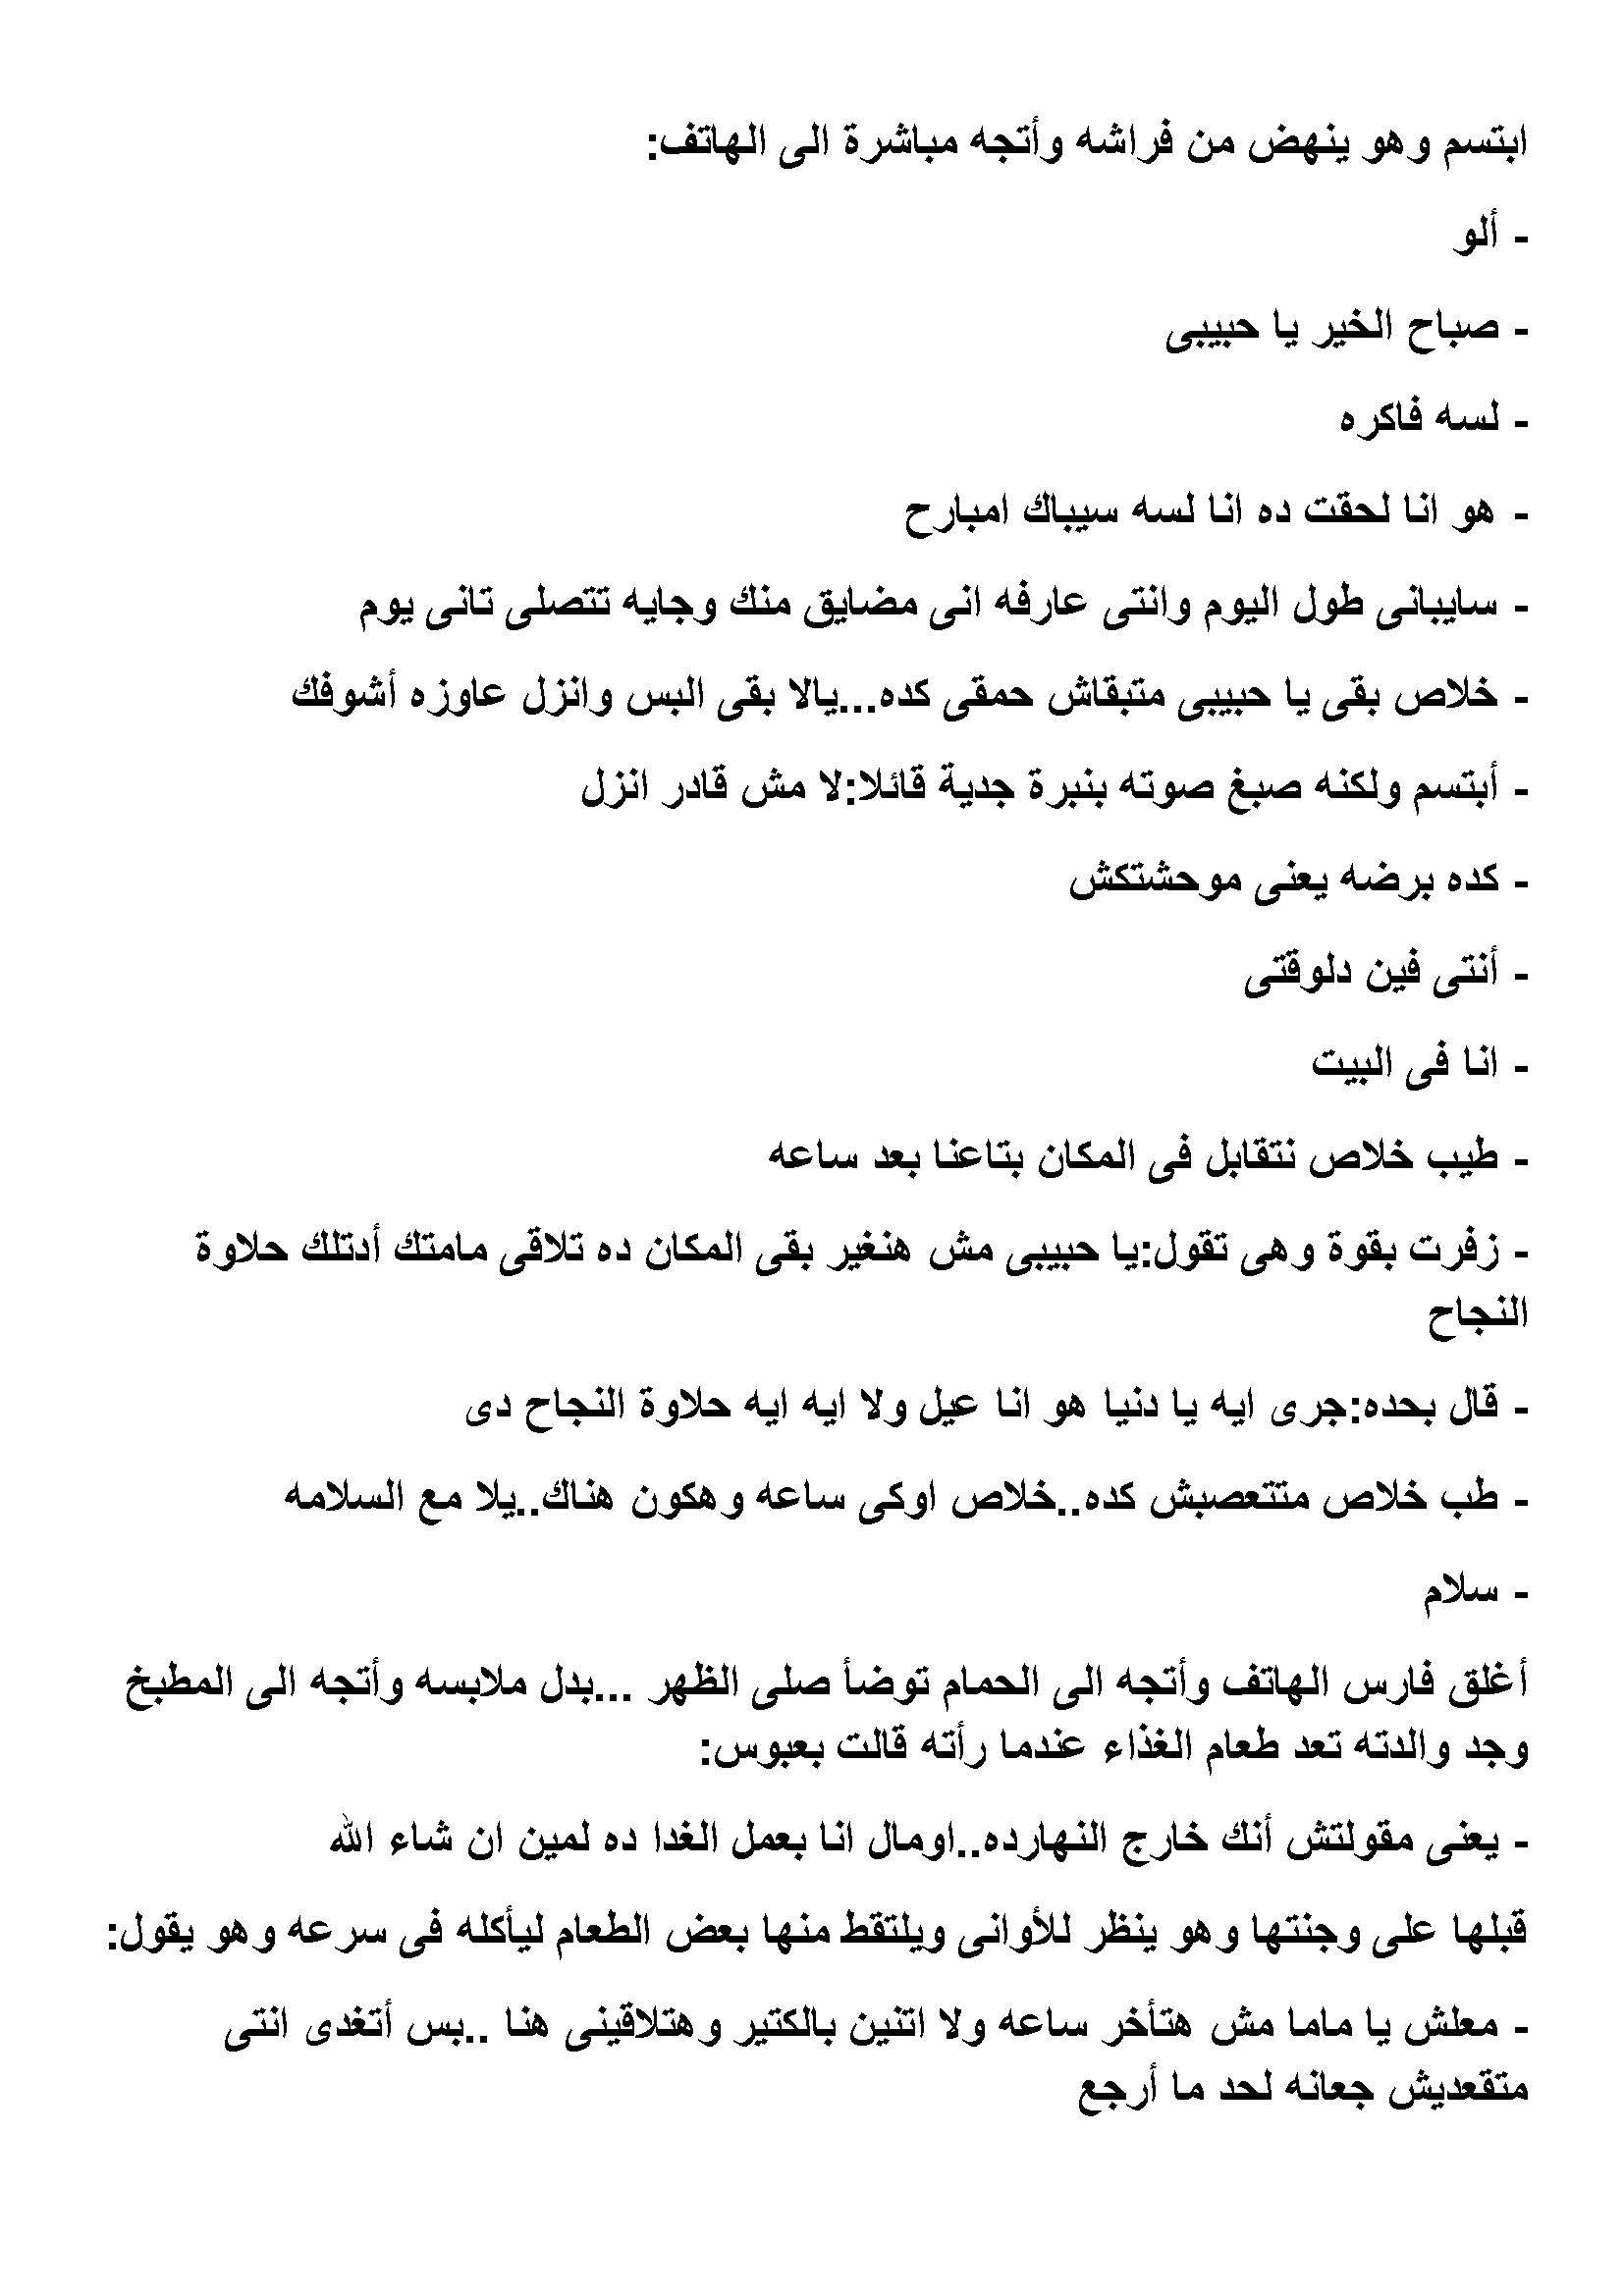 ابتسم وهو ينهض من فراشه وأتجه مباشرة الى الهاتف:
- ألو
- صباح الخير يا حبيبى
- لسه فاكره
- هو انا لحقت ده انا لسه سيباك امبارح
- سايبانى طول اليوم وانتى عارفه انى مضايق منك وجايه تتصلى تانى يوم
- خلاص بقى يا حبيبى متبقاش حمقى كده...يالا بقى البس وانزل عاوزه أشوفك
- أبتسم ولكنه صبغ صوته بنبرة جدية قائلا:لا مش قادر انزل
- كده برضه يعنى موحشتكش
- أنتى فين دلوقتى
- انا فى البيت
- طيب خلاص نتقابل فى المكان بتاعنا بعد ساعه
- زفرت بقوة وهى تقول:يا حبيبى مش هنغير بقى المكان ده تلاقى مامتك أدتلك حلاوة
النجاح
- قال بحده:جرى ايه يا دنيا هو انا عيل ولا ايه ايه حلاوة النجاح دى
- طب خلاص متتعصبش كده..خلاص اوكى ساعه وهكون هناك..يلا مع السلامه
- سلام
أغلق فارس الهاتف وأتجه الى الحمام توضأ صلى الظهر ...بدل ملابسه وأتجه الى المطبخ
وجد والدته تعد طعام الغذاء عندما رأته قالت بعبوس:
- يعنى مقولتش أنك خارج النهارده..اومال انا بعمل الغدا ده لمين ان شاء الله
قبلها على وجنتها وهو ينظر للأوانى ويلتقط منها بعض الطعام ليأكله فى سرعه وهو يقول:
- معلش يا ماما مش هتأخر ساعه ولا اتنين بالكتير وهتلاقينى هنا ..بس أتغدى انتى
متقعديش جعانه لحد ما أرجع